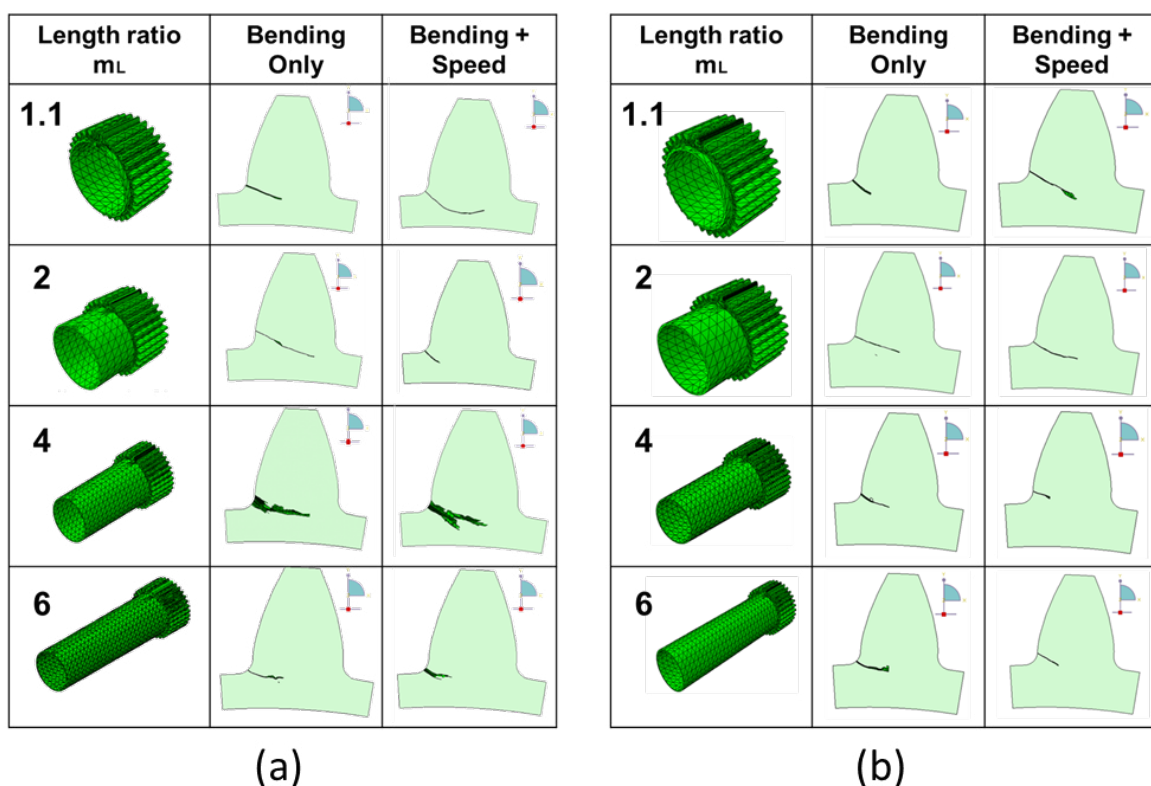 Length ratio mL
Bending Only
Bending + Speed
1.1
2
4
6
(a)
Length ratio mL
Bending Only
Bending + Speed
1.1
2
4
6
(b)